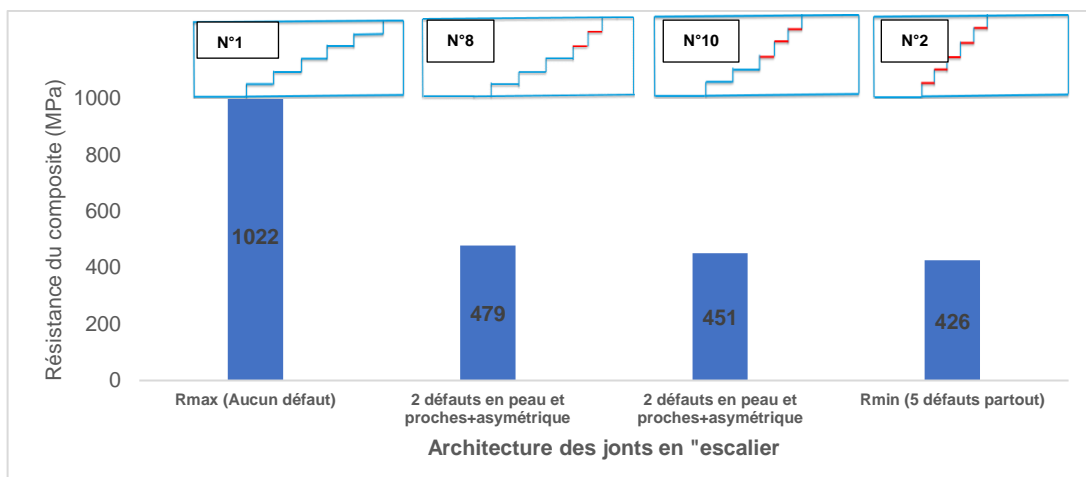 N°1
N°8
N°10
N°2
Résistance du composite (MPa)
1000
800
600
400
200
0
1022
479
451
426
Rmax (Aucun défaut)
2 défauts en peau et
proches+asymétrique
2 défauts en peau et
proches+asymétrique
Rmin (5 défauts partout)
Architecture des jonts en "escalier